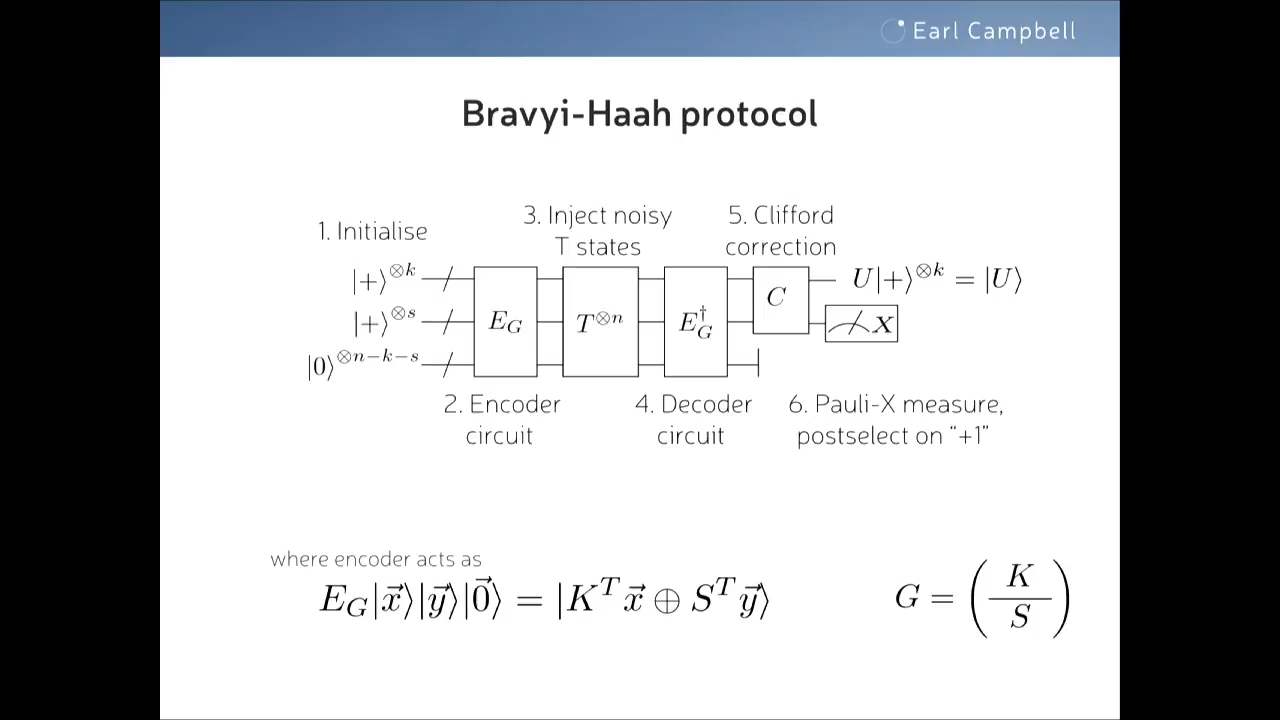 Earl Campbell
Bravyi-Haah protocol
1. Initialise
3. Inject noisy
T states
5. Clifford
correction
|+⟩^{⊗k}
|+⟩^{⊗s}
|0⟩^{⊗n−k−s}
E_G
T^{⊗n}
E_G^†
C
U|+⟩^{⊗k} = |U⟩
X
2. Encoder
circuit
4. Decoder
circuit
6. Pauli-X measure,
postselect on “+1”
where encoder acts as
E_G|x⃗⟩|y⃗⟩|0⃗⟩ = |K^T x⃗ ⊕ S^T y⃗⟩
G = (K / S)